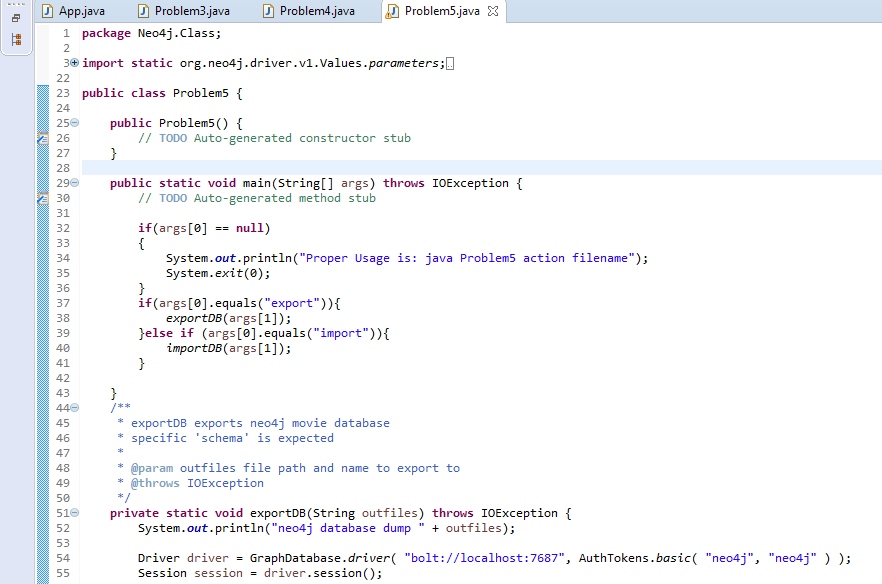 App.java Problem3.java Problem4.java Problem5.java
1 package Neo4j.Class;
2
3 import static org.neo4j.driver.v1.Values.parameters;
22
23 public class Problem5 {
24
25     public Problem5() {
26         // TODO Auto-generated constructor stub
27     }
28
29     public static void main(String[] args) throws IOException {
30         // TODO Auto-generated method stub
31
32         if(args[0] == null)
33         {
34             System.out.println("Proper Usage is: java Problem5 action filename");
35             System.exit(0);
36         }
37         if(args[0].equals("export")){
38             exportDB(args[1]);
39         }else if (args[0].equals("import")){
40             importDB(args[1]);
41         }
42
43     }
44     /**
45      * exportDB exports neo4j movie database
46      * specific 'schema' is expected
47      *
48      * @param outfiles file path and name to export to
49      * @throws IOException
50      */
51     private static void exportDB(String outfiles) throws IOException {
52         System.out.println("neo4j database dump " + outfiles);
53
54         Driver driver = GraphDatabase.driver( "bolt://localhost:7687", AuthTokens.basic( "neo4j", "neo4j" ) );
55         Session session = driver.session();